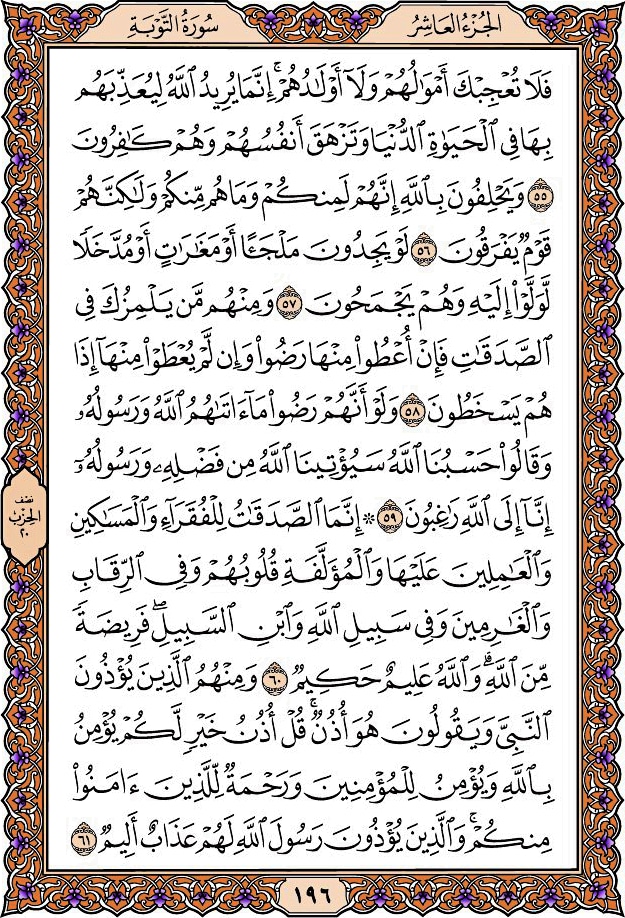 الجُزْءُ العَاشِرُ
سُورَةُ التَّوْبَةِ
فَلَا تُعْجِبْكَ أَمْوَٰلُهُمْ وَلَآ أَوْلَٰدُهُمْ ۚ إِنَّمَا يُرِيدُ ٱللَّهُ لِيُعَذِّبَهُم
بِهَا فِى ٱلْحَيَوٰةِ ٱلدُّنْيَا وَتَزْهَقَ أَنفُسُهُمْ وَهُمْ كَٰفِرُونَ
٥٥ وَيَحْلِفُونَ بِٱللَّهِ إِنَّهُمْ لَمِنكُمْ وَمَا هُم مِّنكُمْ وَلَٰكِنَّهُمْ
قَوْمٌ يَفْرَقُونَ ٥٦ لَوْ يَجِدُونَ مَلْجَـًٔا أَوْ مَغَٰرَٰتٍ أَوْ مُدَّخَلًا
لَّوَلَّوْا۟ إِلَيْهِ وَهُمْ يَجْمَحُونَ ٥٧ وَمِنْهُم مَّن يَلْمِزُكَ فِى
ٱلصَّدَقَٰتِ فَإِنْ أُعْطُوا۟ مِنْهَا رَضُوا۟ وَإِن لَّمْ يُعْطَوْا۟ مِنْهَآ إِذَا
هُمْ يَسْخَطُونَ ٥٨ وَلَوْ أَنَّهُمْ رَضُوا۟ مَآ ءَاتَىٰهُمُ ٱللَّهُ وَرَسُولُهُۥ
وَقَالُوا۟ حَسْبُنَا ٱللَّهُ سَيُؤْتِينَا ٱللَّهُ مِن فَضْلِهِۦ وَرَسُولُهُۥٓ
إِنَّآ إِلَى ٱللَّهِ رَٰغِبُونَ ٥٩ ۞ إِنَّمَا ٱلصَّدَقَٰتُ لِلْفُقَرَآءِ وَٱلْمَسَٰكِينِ
وَٱلْعَٰمِلِينَ عَلَيْهَا وَٱلْمُؤَلَّفَةِ قُلُوبُهُمْ وَفِى ٱلرِّقَابِ
وَٱلْغَٰرِمِينَ وَفِى سَبِيلِ ٱللَّهِ وَٱبْنِ ٱلسَّبِيلِ ۖ فَرِيضَةً
مِّنَ ٱللَّهِ ۗ وَٱللَّهُ عَلِيمٌ حَكِيمٌ ٦٠ وَمِنْهُمُ ٱلَّذِينَ يُؤْذُونَ
ٱلنَّبِىَّ وَيَقُولُونَ هُوَ أُذُنٌ ۚ قُلْ أُذُنُ خَيْرٍ لَّكُمْ يُؤْمِنُ
بِٱللَّهِ وَيُؤْمِنُ لِلْمُؤْمِنِينَ وَرَحْمَةٌ لِّلَّذِينَ ءَامَنُوا۟
مِنكُمْ ۚ وَٱلَّذِينَ يُؤْذُونَ رَسُولَ ٱللَّهِ لَهُمْ عَذَابٌ أَلِيمٌ ٦١
نصف
الحزب
٢٠
١٩٦